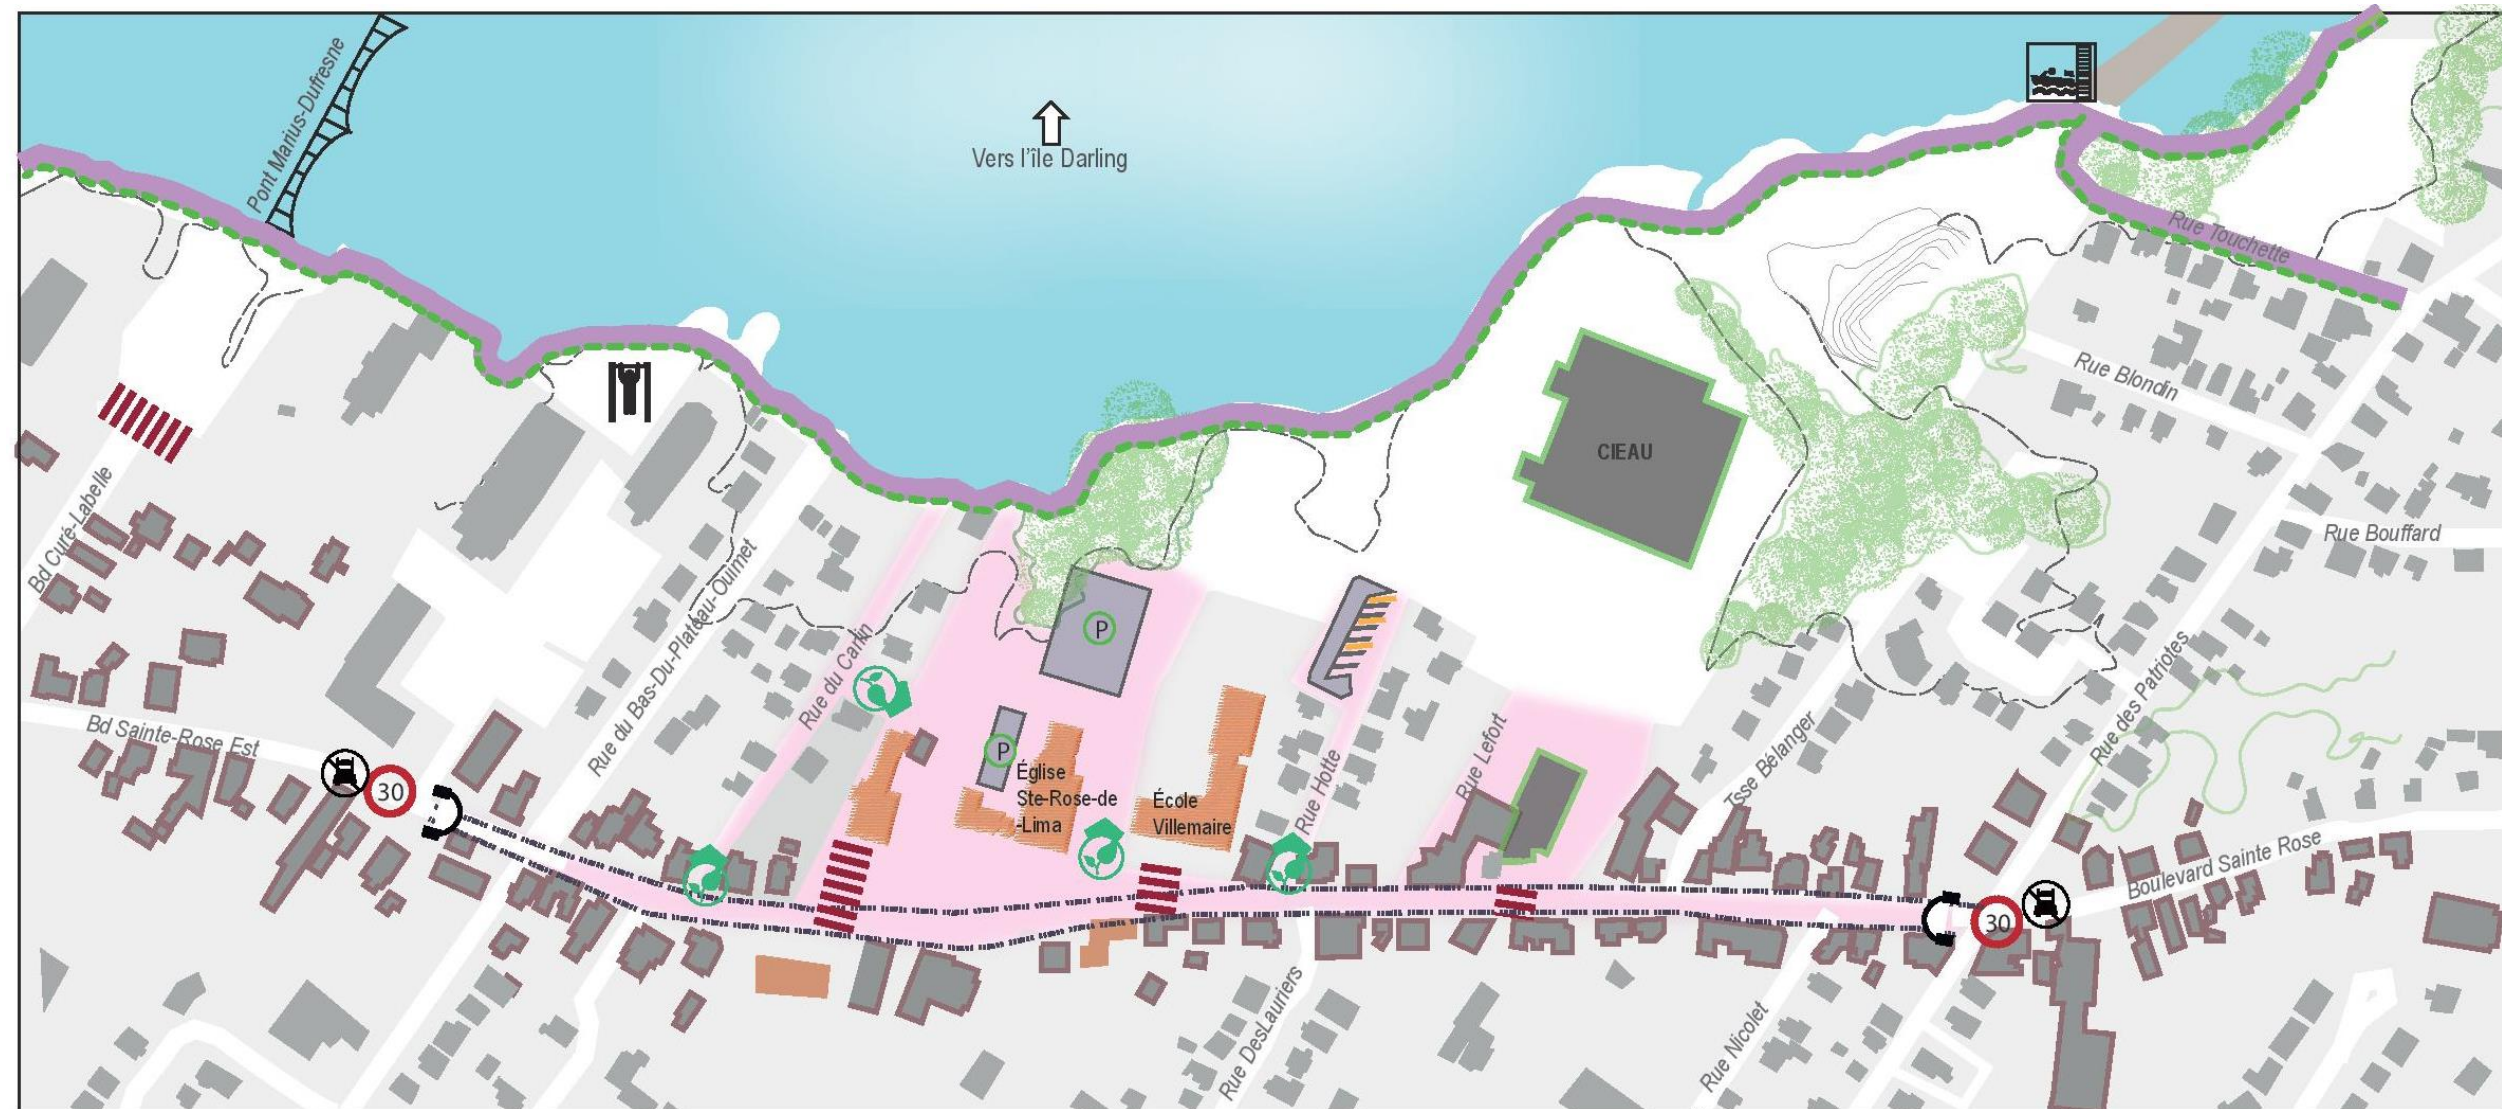 Pont Marius-Dufresne
Vers l'île Darling
Rue Touchette
Rue Blondin
CIEAU
Rue Bouffard
Bd Curé-Labelle
Rue du Bas-Du-Plateau-Ouimet
P
Rue du Carlin
Rue des Patriotes
Bd Sainte-Rose Est
30
P
Église
Ste-Rose-de
-Lima
École
Villemaire
Rue Hotte
Rue Lefort
Tsse Bélanger
Boulevard Sainte Rose
30
Rue DesLauriers
Rue Nicolet